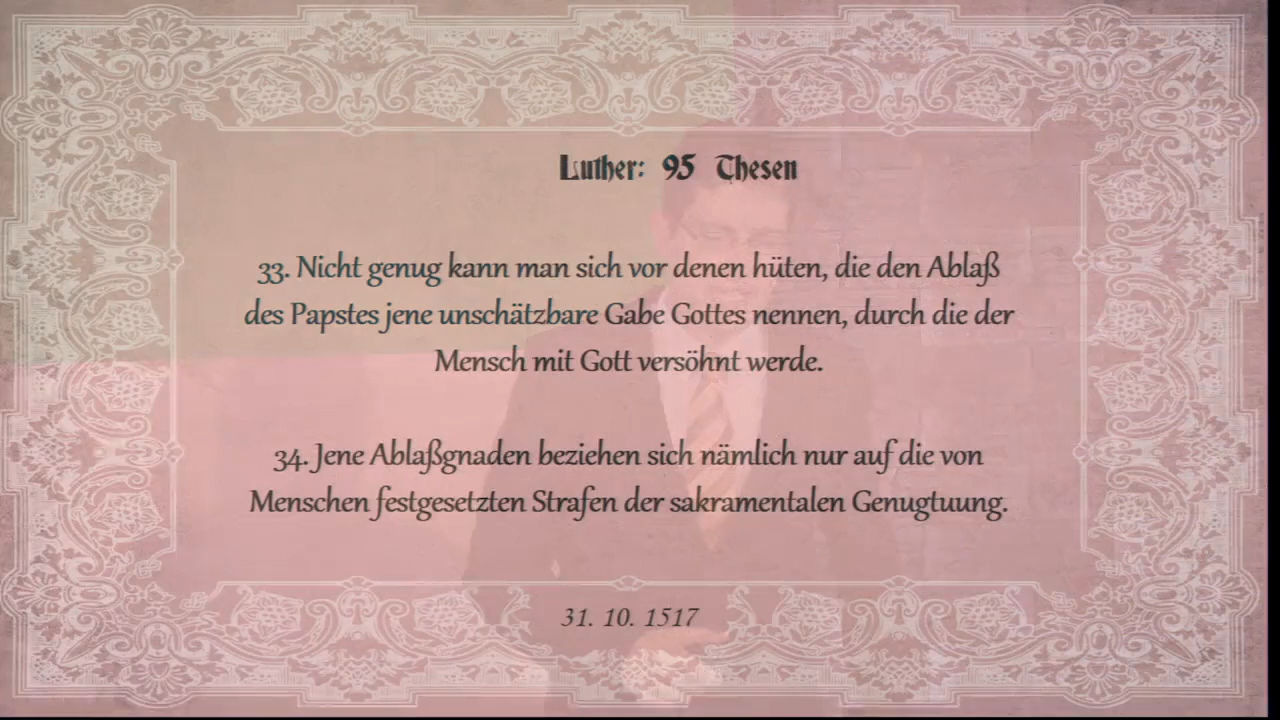 Luther: 95 Thesen
33. Nicht genug kann man sich vor denen hüten, die den Ablaß
des Papstes jene unschätzbare Gabe Gottes nennen, durch die der
Mensch mit Gott versöhnt werde.
34. Jene Ablaßgnaden beziehen sich nämlich nur auf die von
Menschen festgesetzten Strafen der sakramentalen Genugtuung.
31. 10. 1517